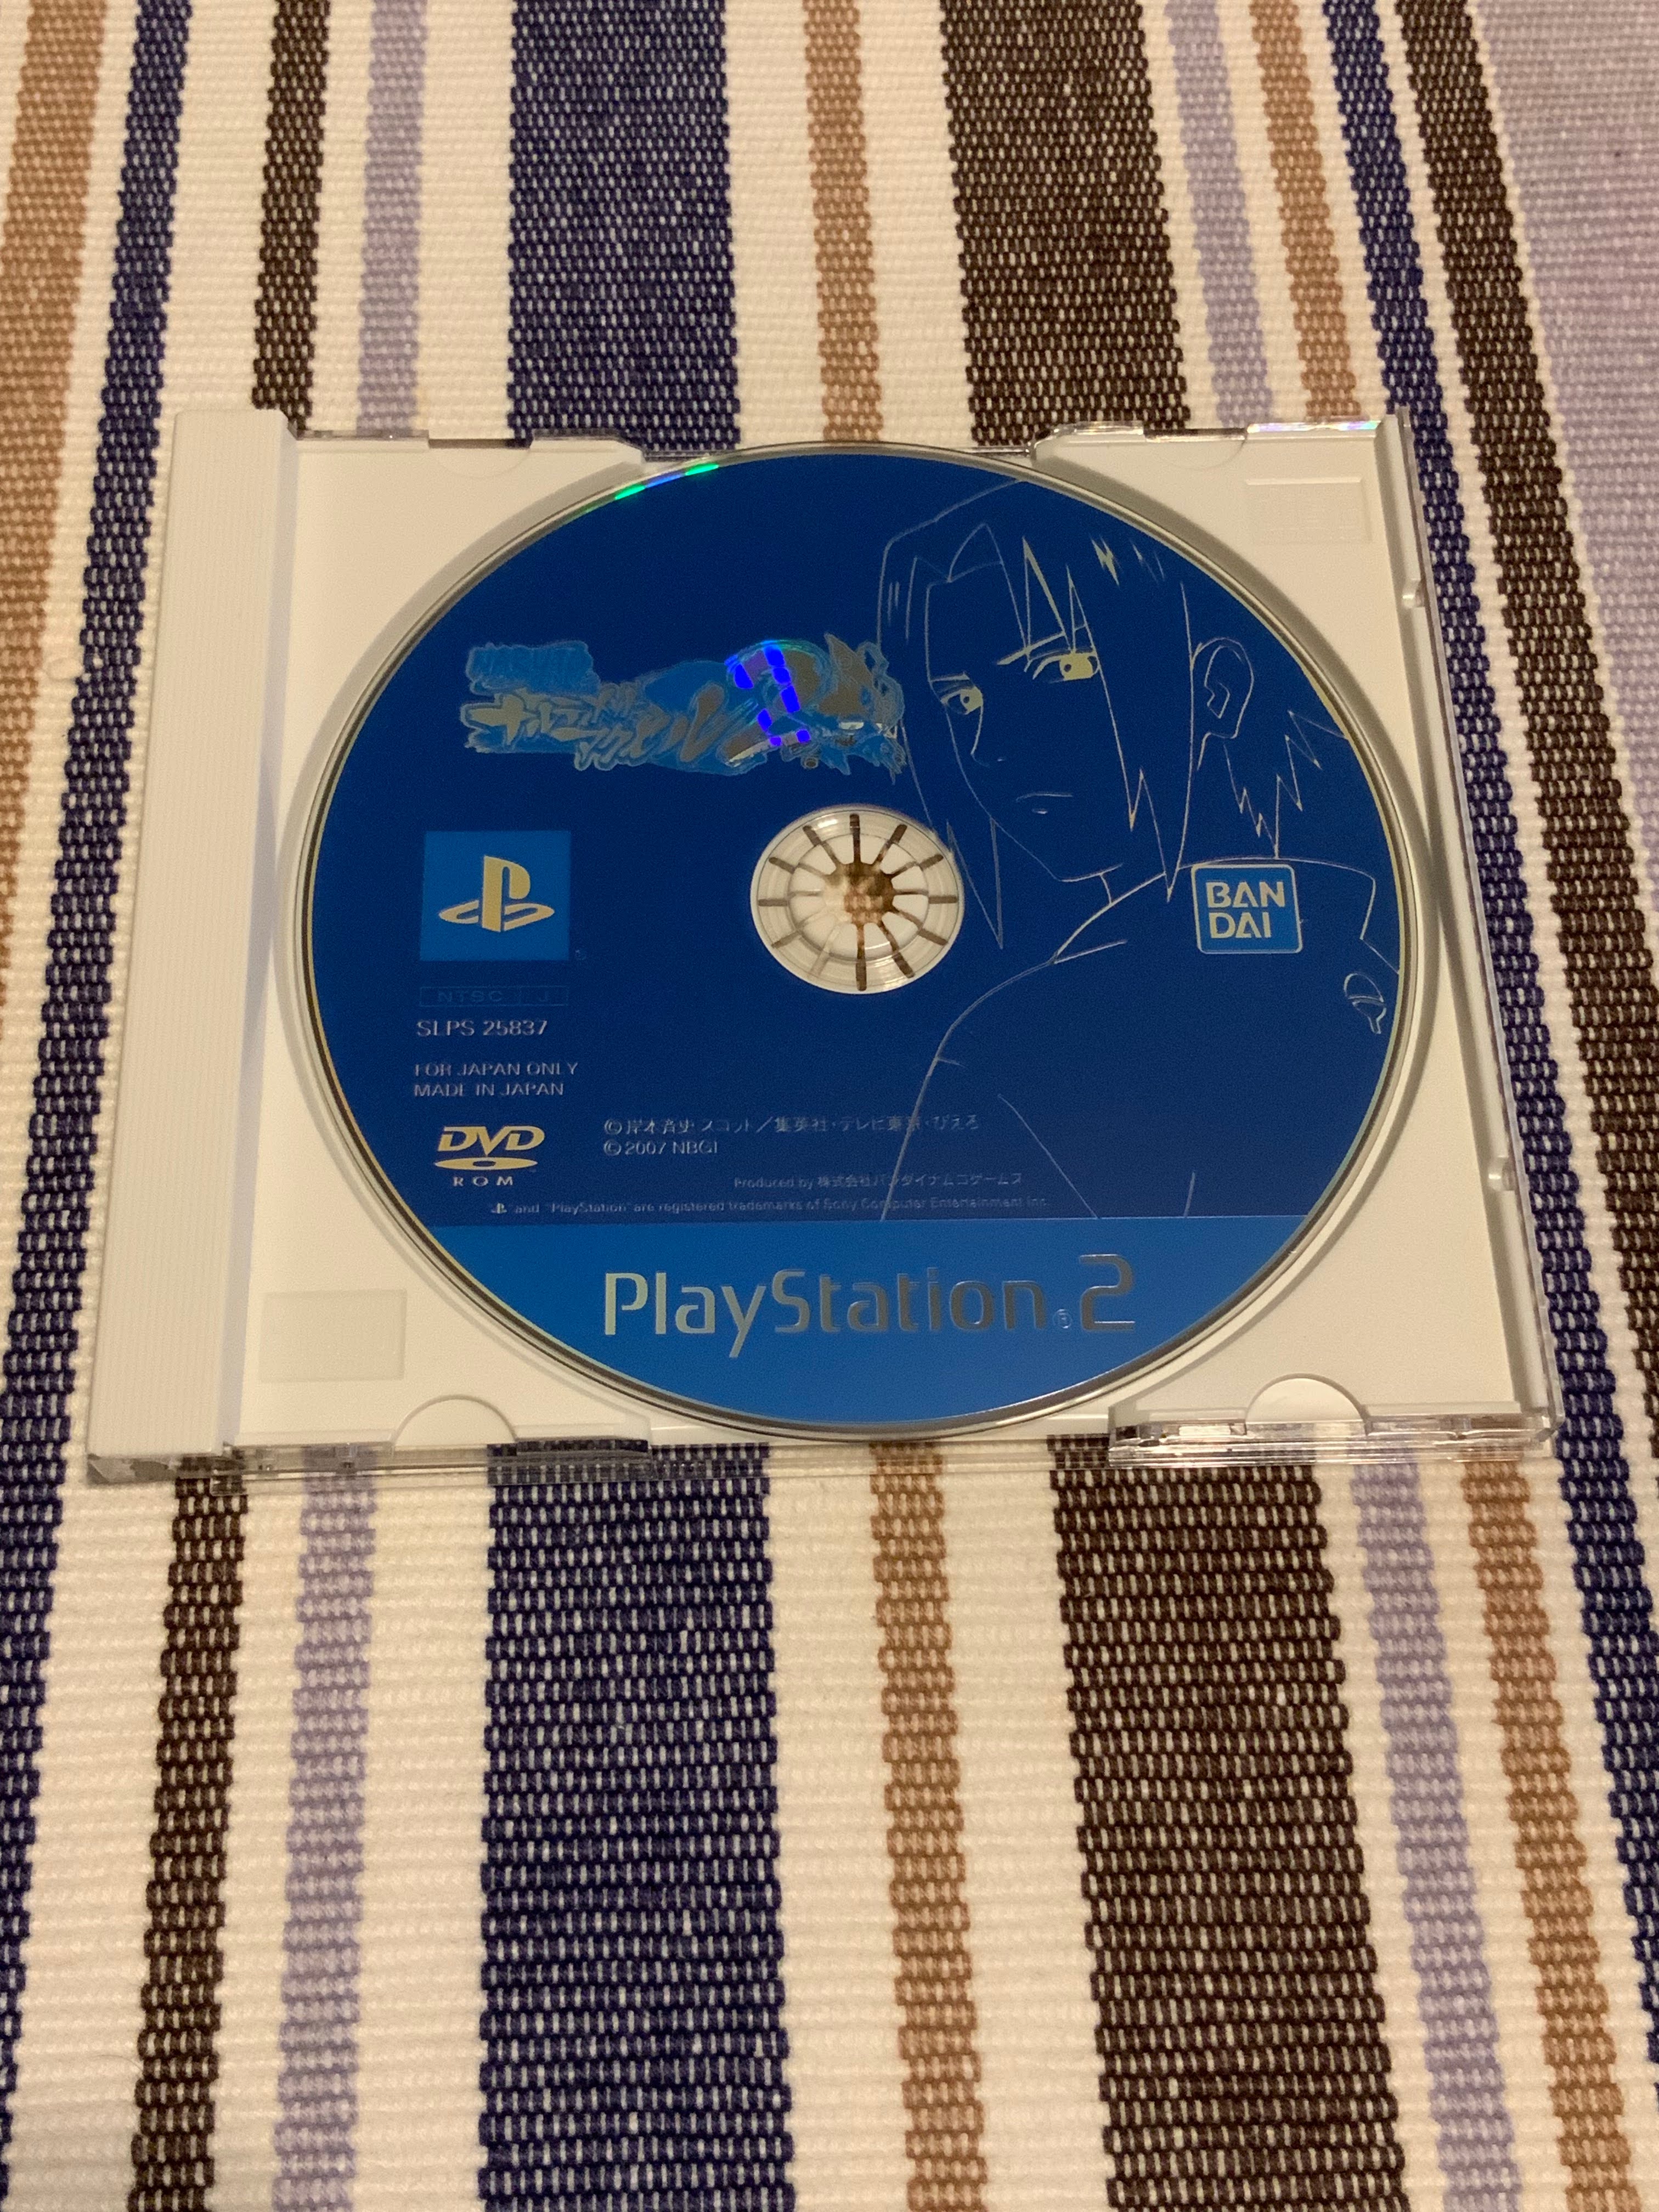 NARUTO
ナルティメット
アクセル 2
BAN
DAI
NTSC J
SLPS 25837
FOR JAPAN ONLY
MADE IN JAPAN
DVD
ROM
©岸本斉史 スコット／集英社・テレビ東京・ぴえろ
©2007 NBGI
Produced by 株式会社バンダイナムコゲームス
" " and "PlayStation" are registered trademarks of Sony Computer Entertainment Inc.
PlayStation®2